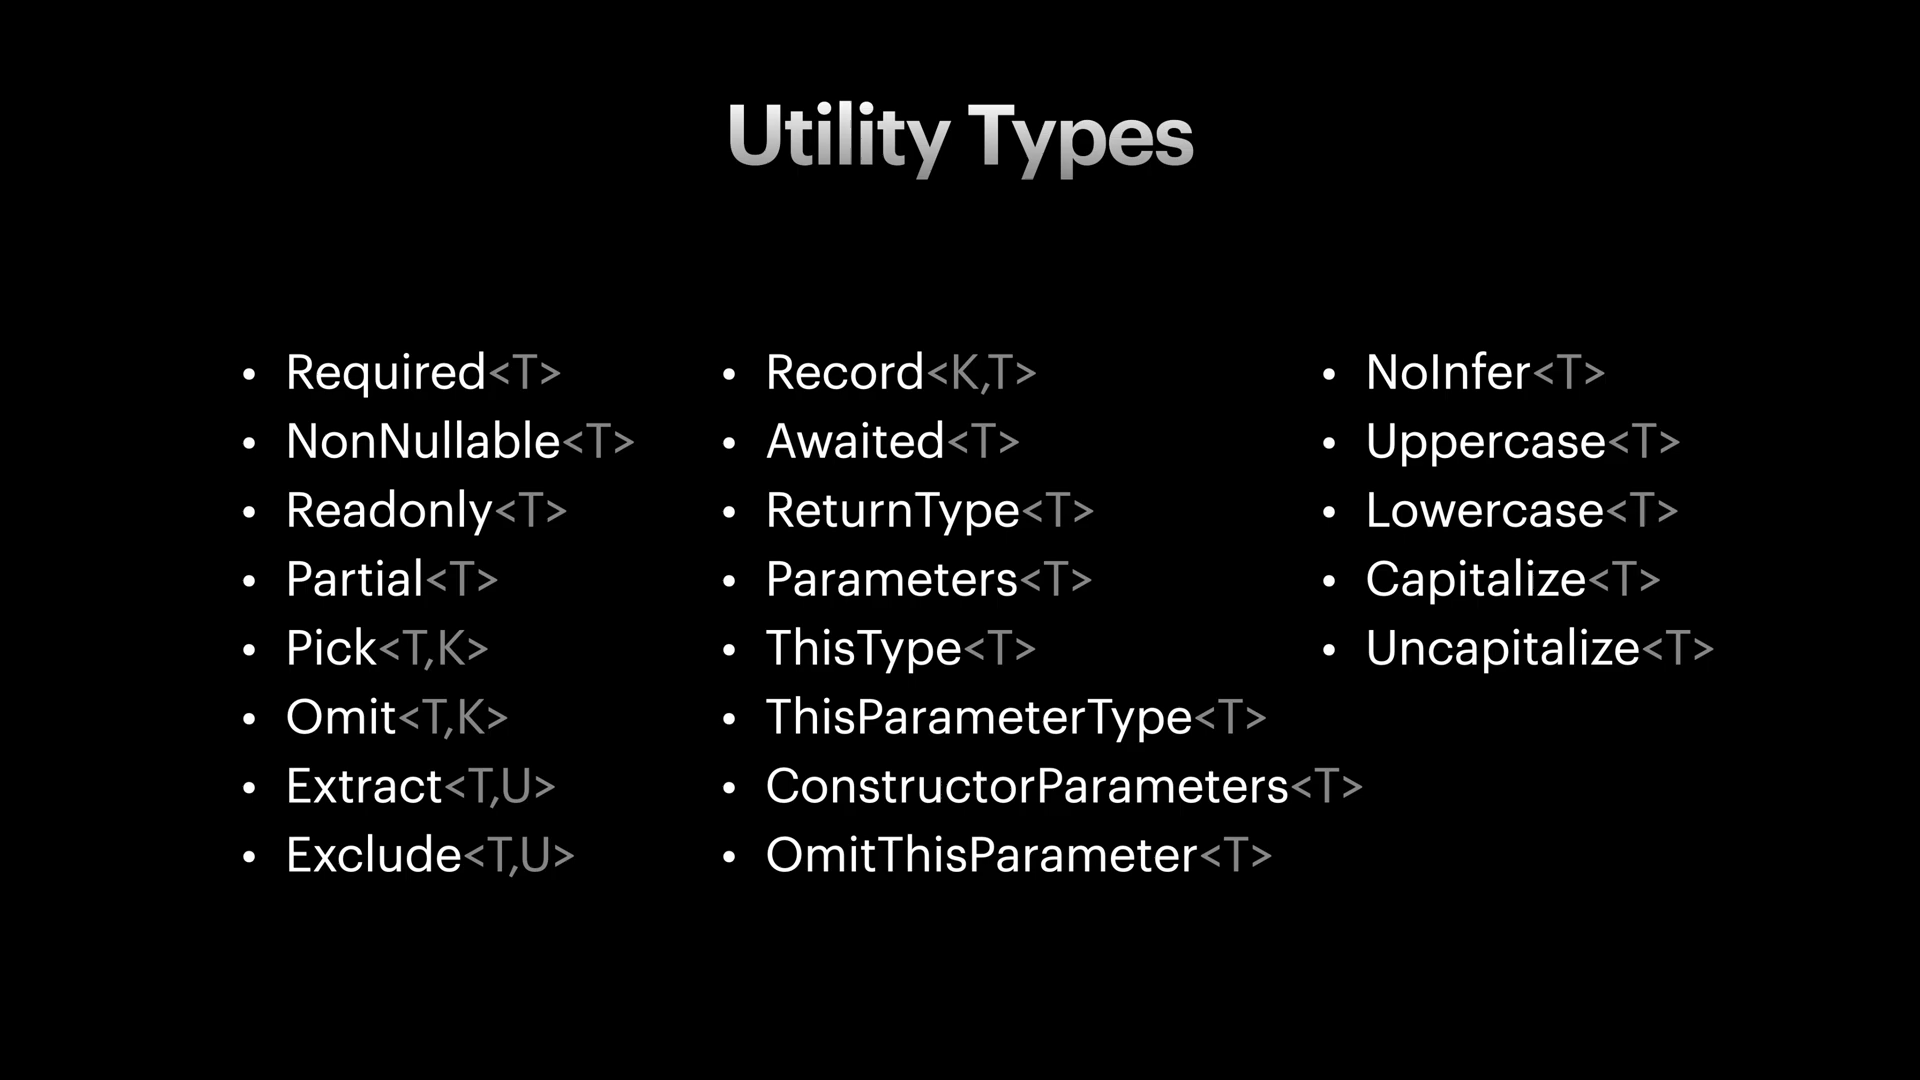 Utility Types
• Required<T>
• NonNullable<T>
• Readonly<T>
• Partial<T>
• Pick<T,K>
• Omit<T,K>
• Extract<T,U>
• Exclude<T,U>
• Record<K,T>
• Awaited<T>
• ReturnType<T>
• Parameters<T>
• ThisType<T>
• ThisParameterType<T>
• ConstructorParameters<T>
• OmitThisParameter<T>
• NoInfer<T>
• Uppercase<T>
• Lowercase<T>
• Capitalize<T>
• Uncapitalize<T>